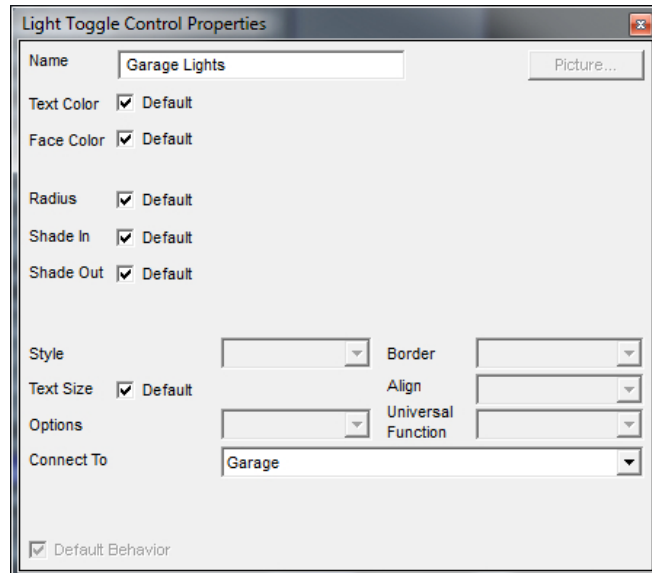 Light Toggle Control Properties
Name Garage Lights Picture...
Text Color Default
Face Color Default
Radius Default
Shade In Default
Shade Out Default
Style Border
Text Size Default Align
Options Universal Function
Connect To Garage
Default Behavior